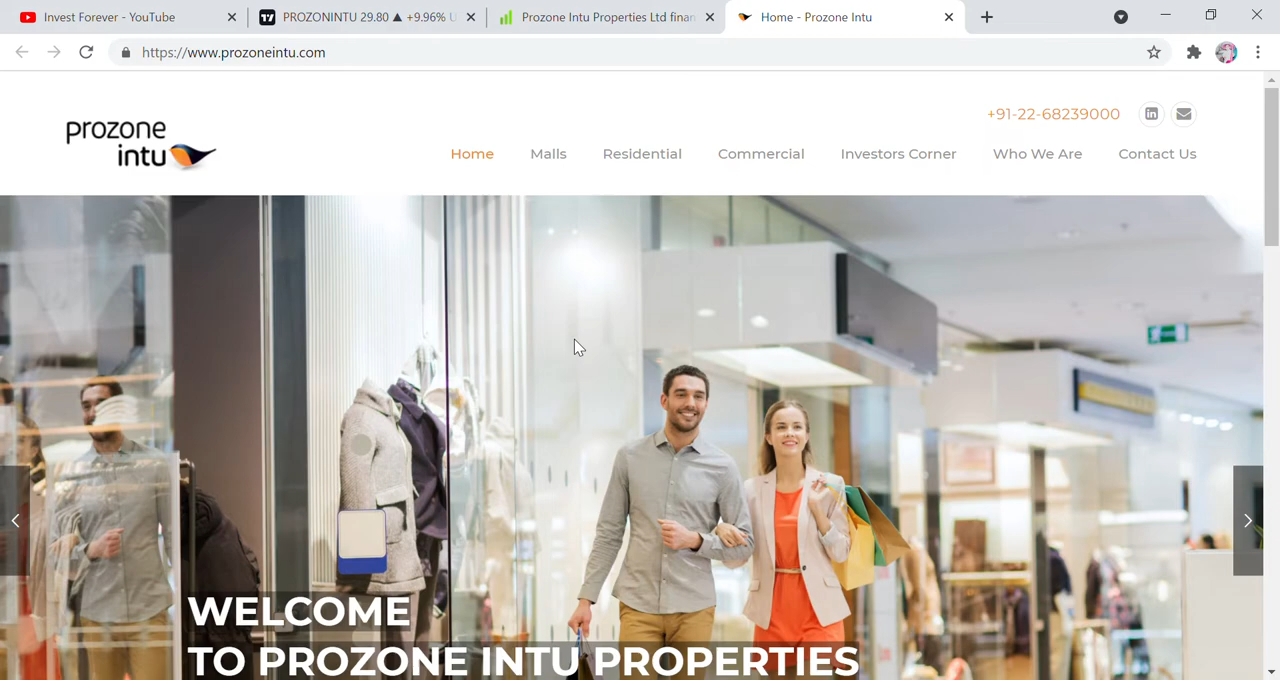 Invest Forever - YouTube
PROZONINTU 29.80 ▲ +9.96% U
Prozone Intu Properties Ltd finan
Home - Prozone Intu
https://www.prozoneintu.com
+91-22-68239000
prozone
intu
Home Malls Residential Commercial Investors Corner Who We Are Contact Us
WELCOME
TO PROZONE INTU PROPERTIES